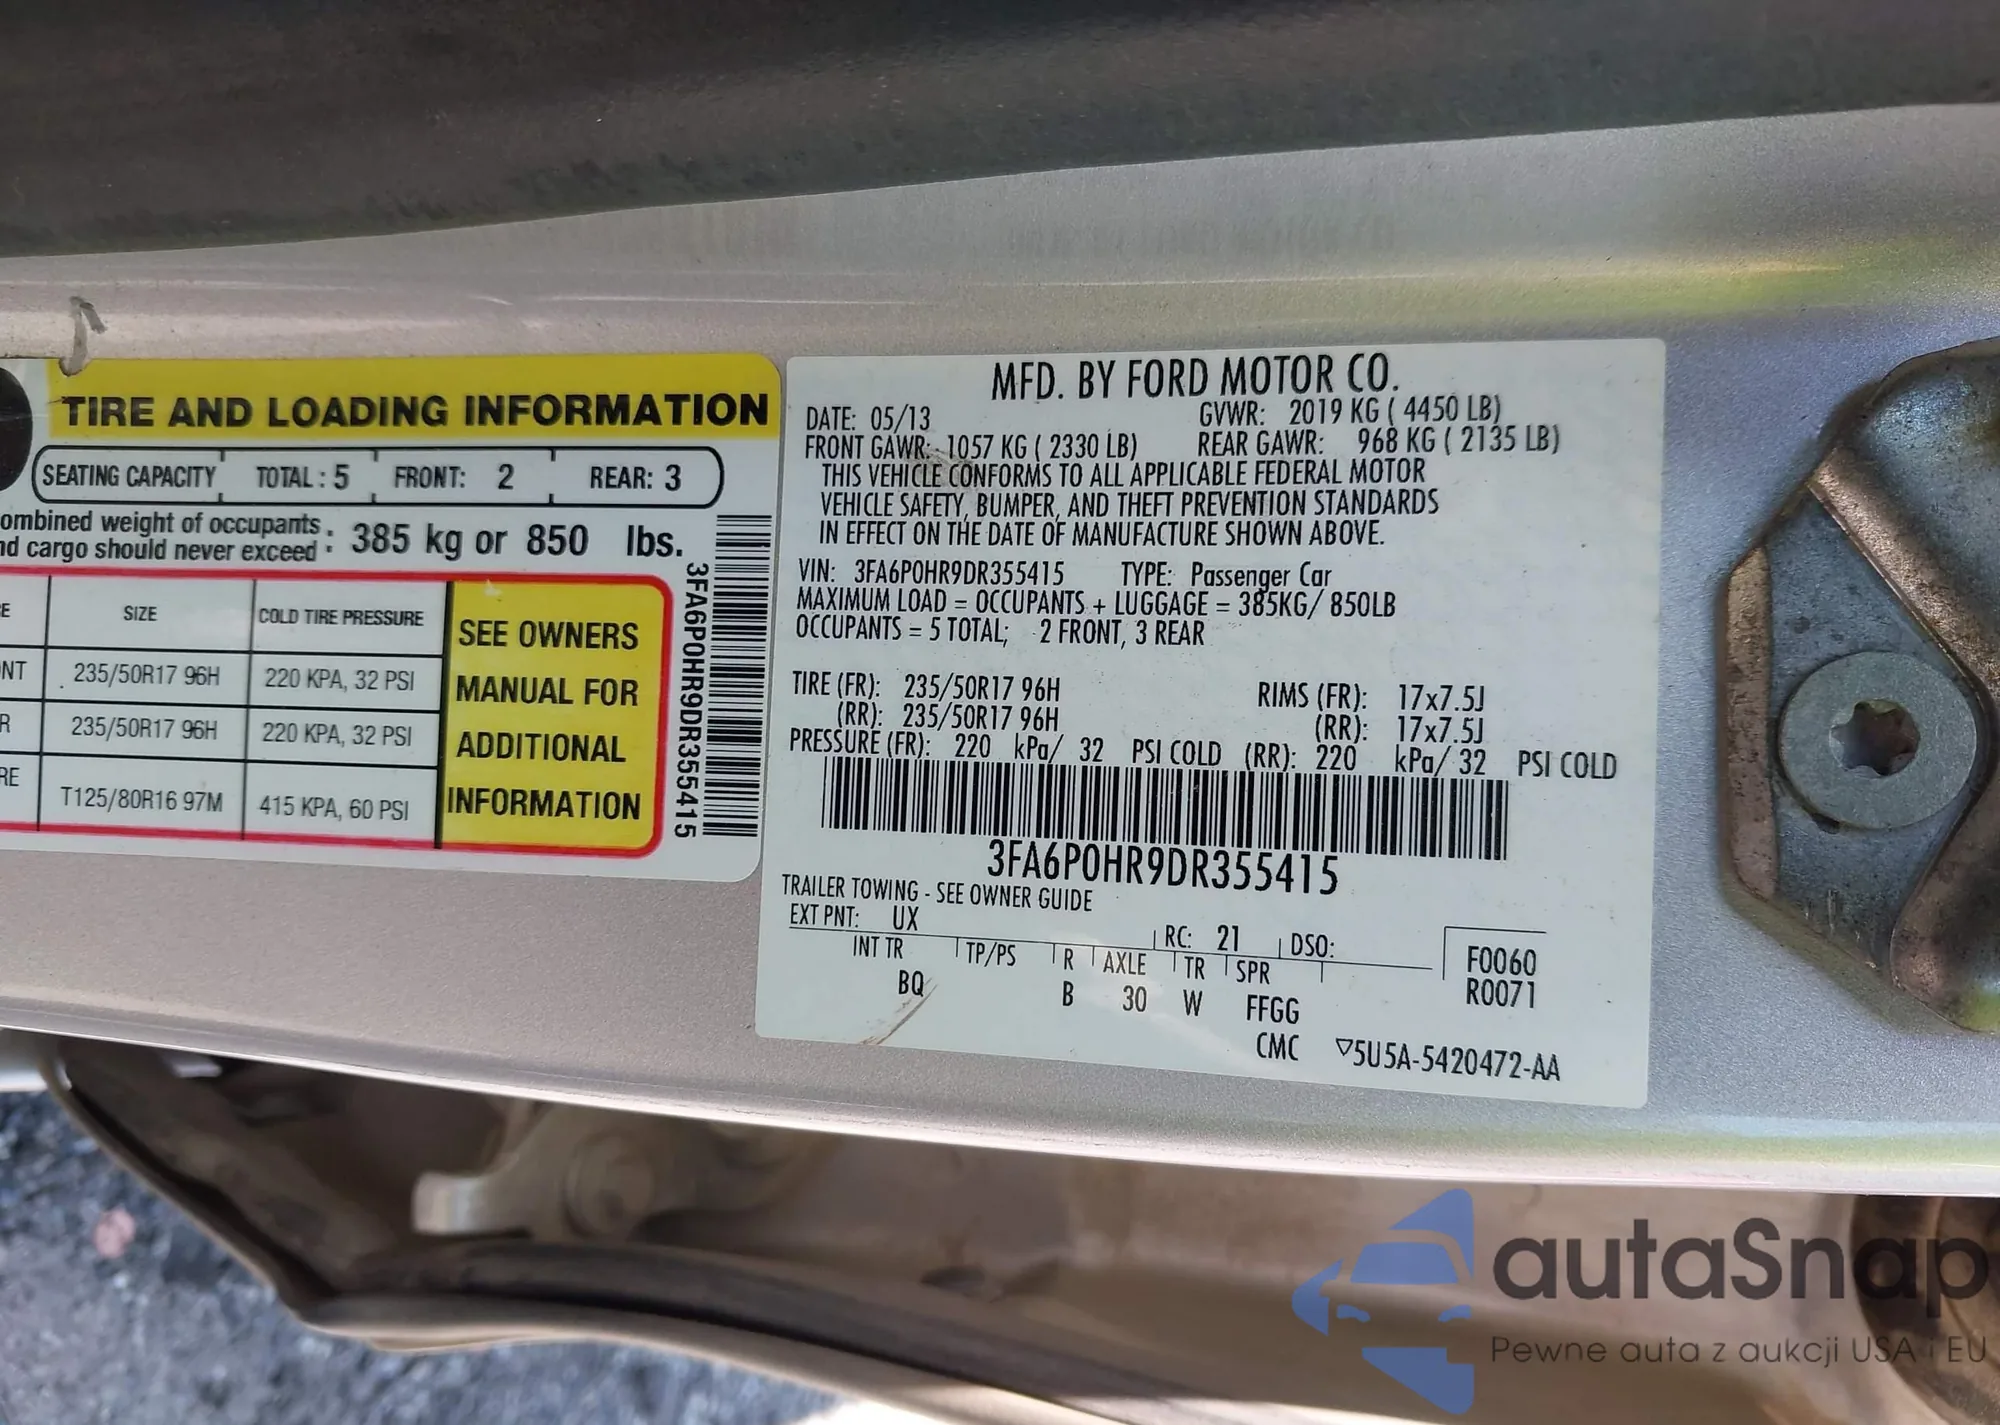 TIRE AND LOADING INFORMATION
SEATING CAPACITY TOTAL : 5 FRONT: 2 REAR: 3
ombined weight of occupants : 385 kg or 850 lbs.
nd cargo should never exceed :
E SIZE COLD TIRE PRESSURE
NT 235/50R17 96H 220 KPA, 32 PSI
R 235/50R17 96H 220 KPA, 32 PSI
RE T125/80R16 97M 415 KPA, 60 PSI
SEE OWNERS
MANUAL FOR
ADDITIONAL
INFORMATION
3FA6P0HR9DR355415
MFD. BY FORD MOTOR CO.
DATE: 05/13 GVWR: 2019 KG ( 4450 LB)
FRONT GAWR: 1057 KG ( 2330 LB) REAR GAWR: 968 KG ( 2135 LB)
THIS VEHICLE CONFORMS TO ALL APPLICABLE FEDERAL MOTOR
VEHICLE SAFETY, BUMPER, AND THEFT PREVENTION STANDARDS
IN EFFECT ON THE DATE OF MANUFACTURE SHOWN ABOVE.
VIN: 3FA6P0HR9DR355415 TYPE: Passenger Car
MAXIMUM LOAD = OCCUPANTS + LUGGAGE = 385KG/ 850LB
OCCUPANTS = 5 TOTAL; 2 FRONT, 3 REAR
TIRE (FR): 235/50R17 96H RIMS (FR): 17x7.5J
(RR): 235/50R17 96H (RR): 17x7.5J
PRESSURE (FR): 220 kPa/ 32 PSI COLD (RR): 220 kPa/ 32 PSI COLD
3FA6P0HR9DR355415
TRAILER TOWING - SEE OWNER GUIDE
EXT PNT: UX RC: 21 DSO:
INT TR TP/PS R AXLE TR SPR F0060
BQ B 30 W FFGG R0071
CMC ▽5U5A-5420472-AA
autaSnap
Pewne auta z aukcji USA i EU